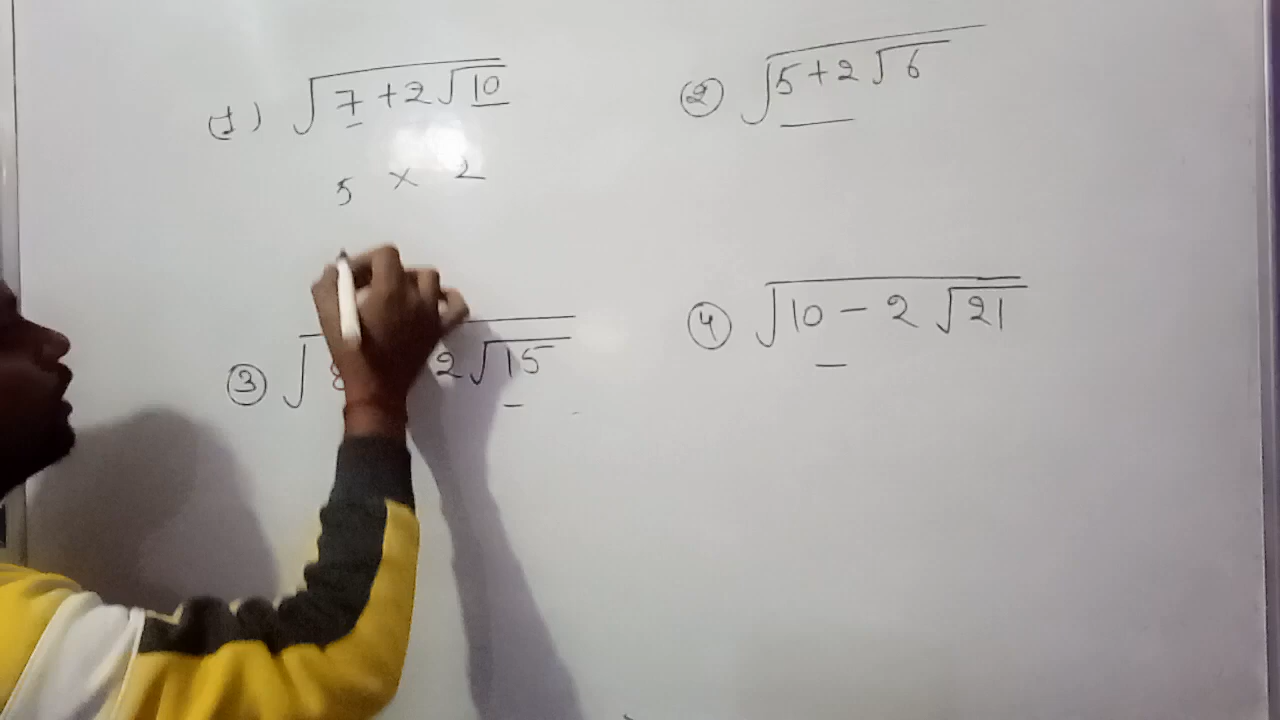 (1) √7 + 2√10
② √5 + 2√6
5 × 2
③ √8 2√15
④ √10 - 2√21